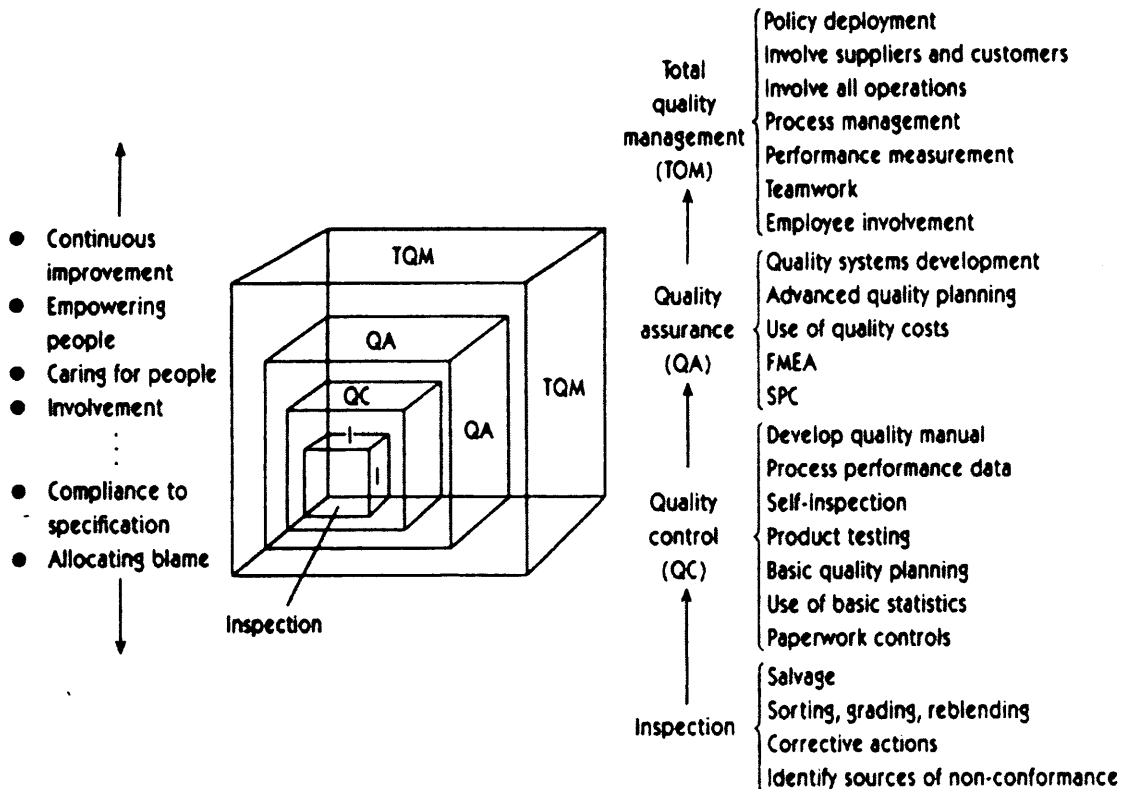 Continuous
improvement
Empowering
people
Caring for people
Involvement
Compliance to
specification
Allocating blame
TQM
QA
QC
I
I
QA
TQM
Inspection
Total
quality
management
(TOM)
Quality
assurance
(QA)
Quality
control
(QC)
Inspection
Policy deployment
Involve suppliers and customers
Involve all operations
Process management
Performance measurement
Teamwork
Employee involvement
Quality systems development
Advanced quality planning
Use of quality costs
FMEA
SPC
Develop quality manual
Process performance data
Self-inspection
Product testing
Basic quality planning
Use of basic statistics
Paperwork controls
Salvage
Sorting, grading, reblending
Corrective actions
Identify sources of non-conformance